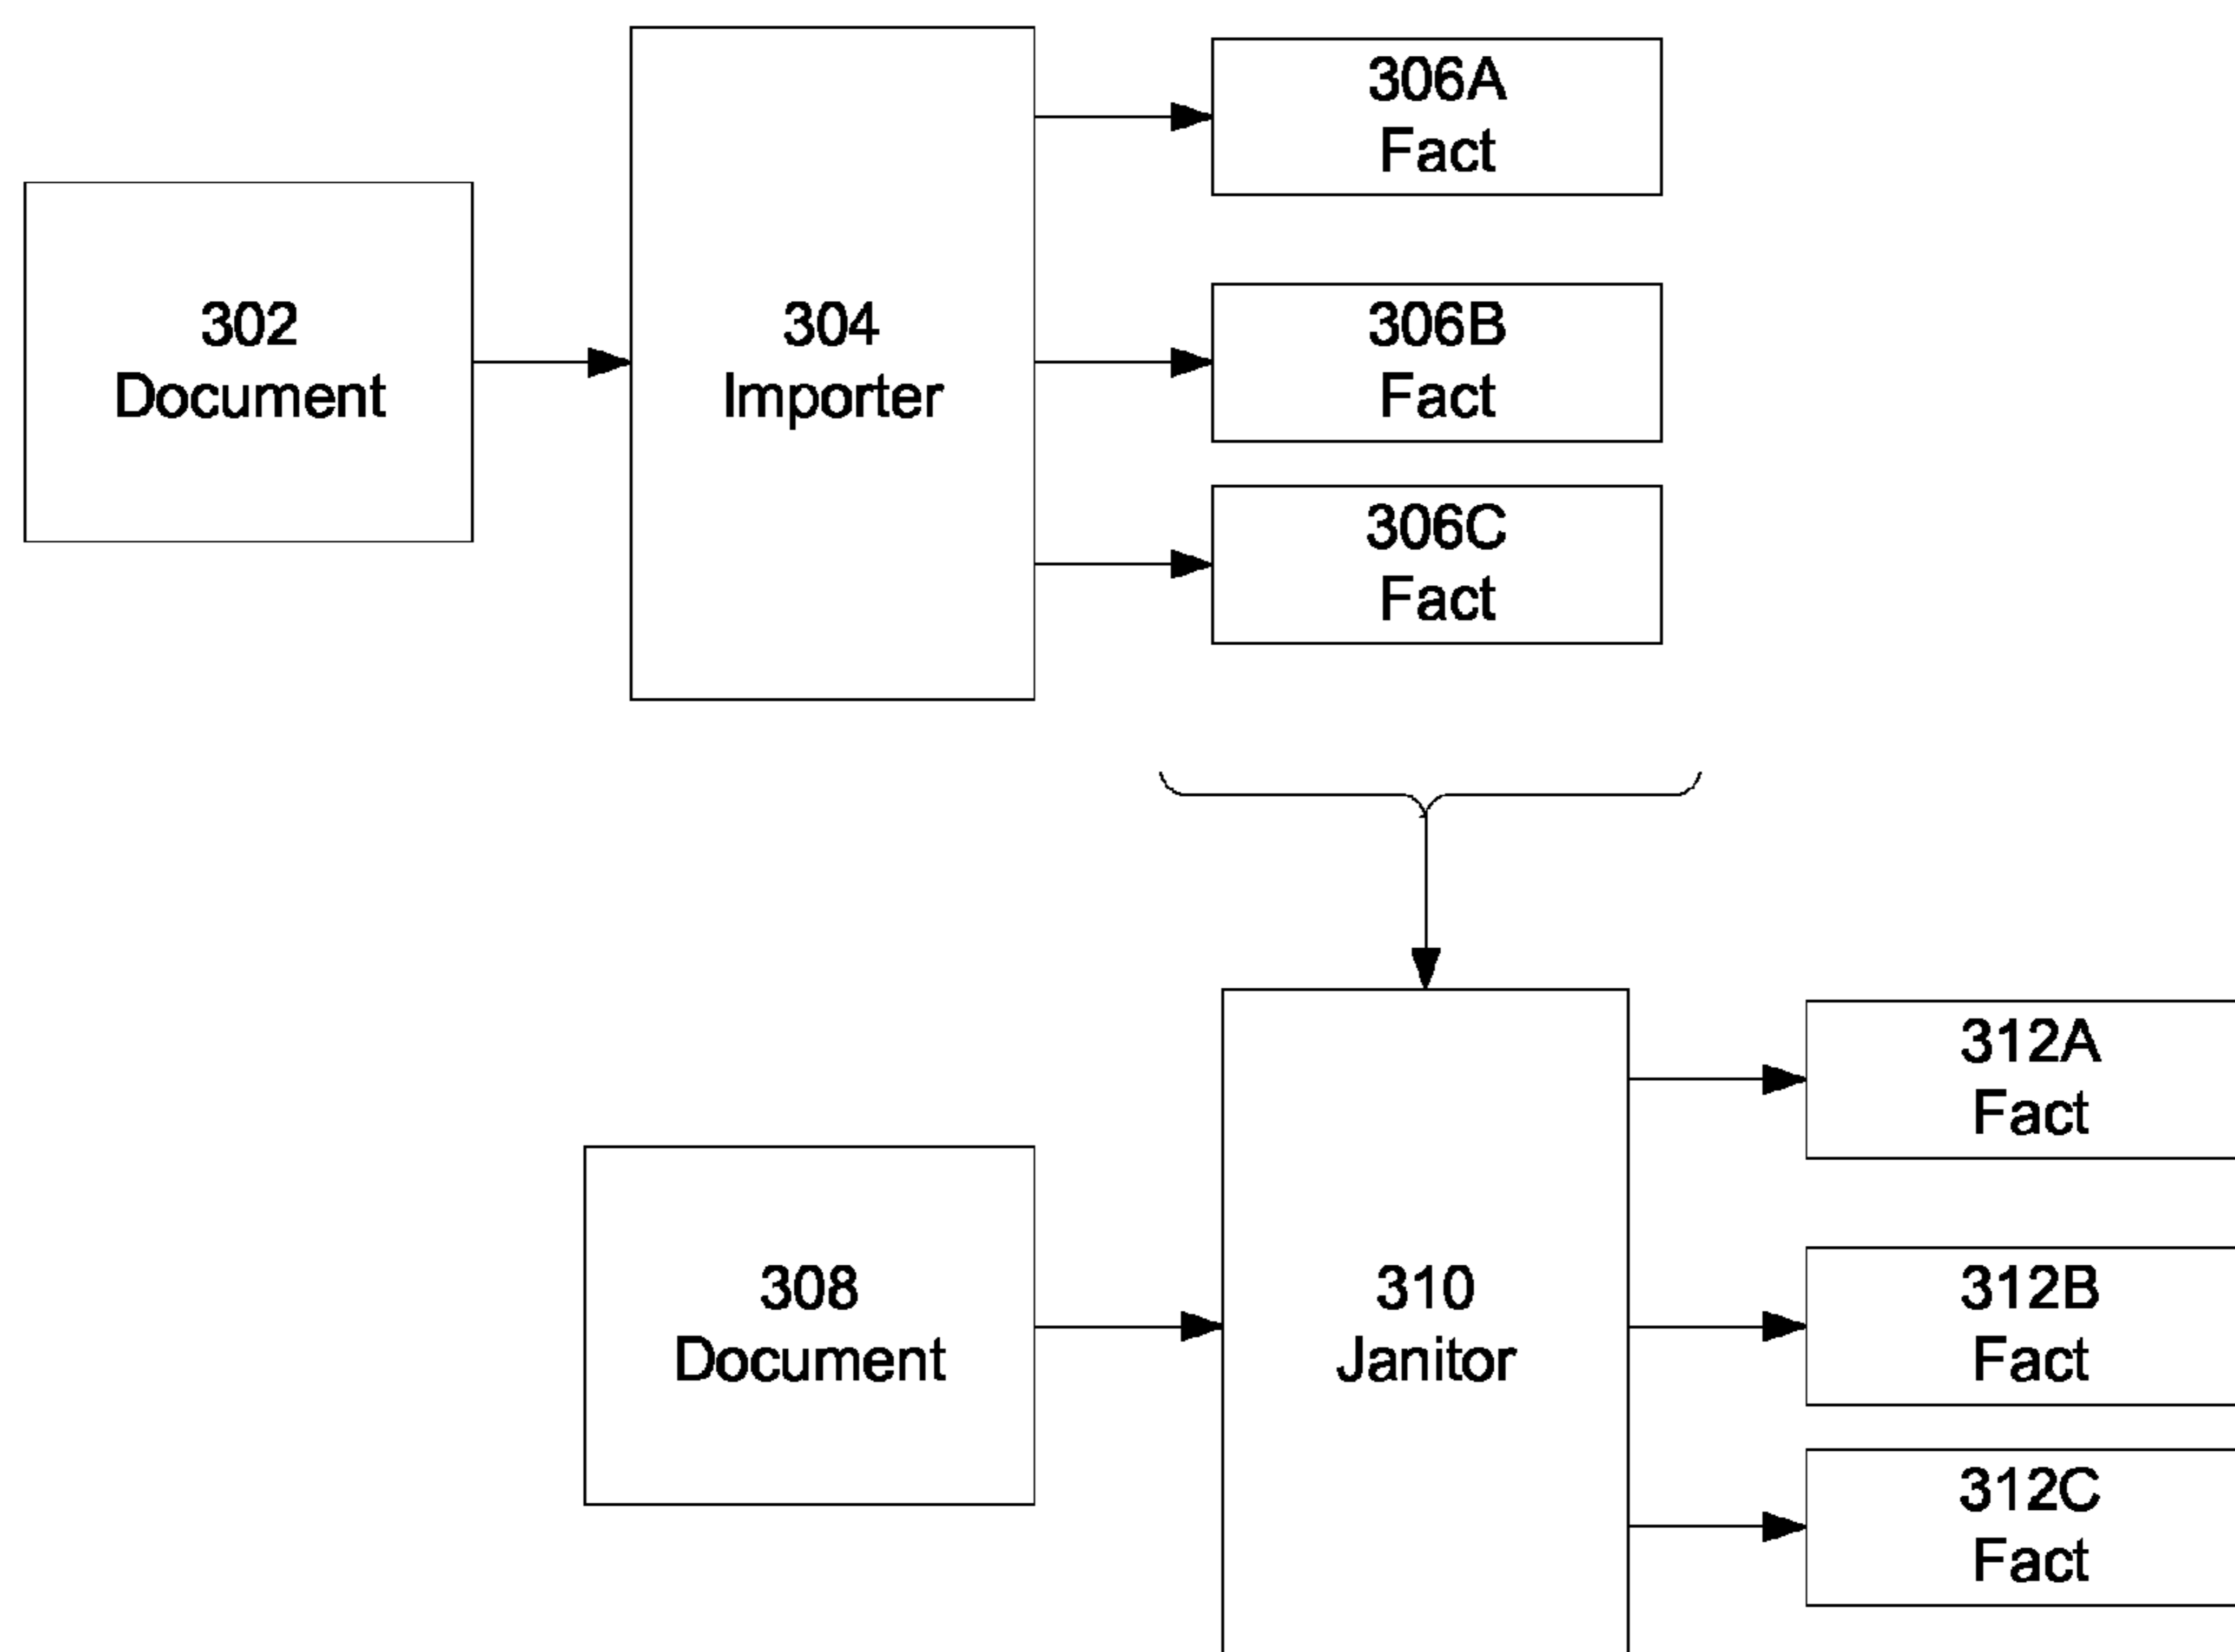 302
Document
304
Importer
306A
Fact
306B
Fact
306C
Fact
308
Document
310
Janitor
312A
Fact
312B
Fact
312C
Fact